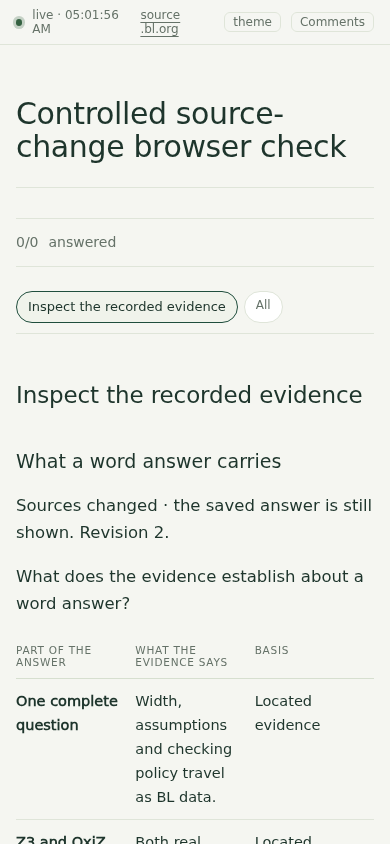 live · 05:01:56 AM
source.bl.org
theme
Comments
Controlled source-
change browser check
0/0 answered
Inspect the recorded evidence
All
Inspect the recorded evidence
What a word answer carries
Sources changed · the saved answer is still
shown. Revision 2.
What does the evidence establish about a
word answer?
PART OF THE ANSWER
WHAT THE EVIDENCE SAYS
BASIS
One complete question
Width, assumptions and checking policy travel as BL data.
Located evidence
Z3 and OxiZ
Both real
Located